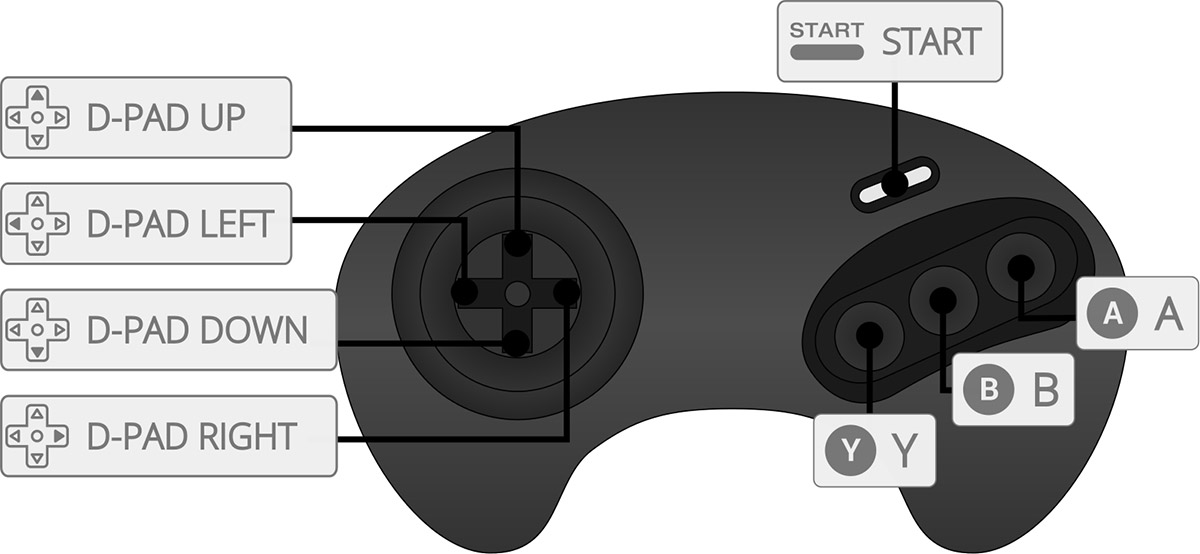 START START
D-PAD UP
D-PAD LEFT
D-PAD DOWN
D-PAD RIGHT
A A
B B
Y Y